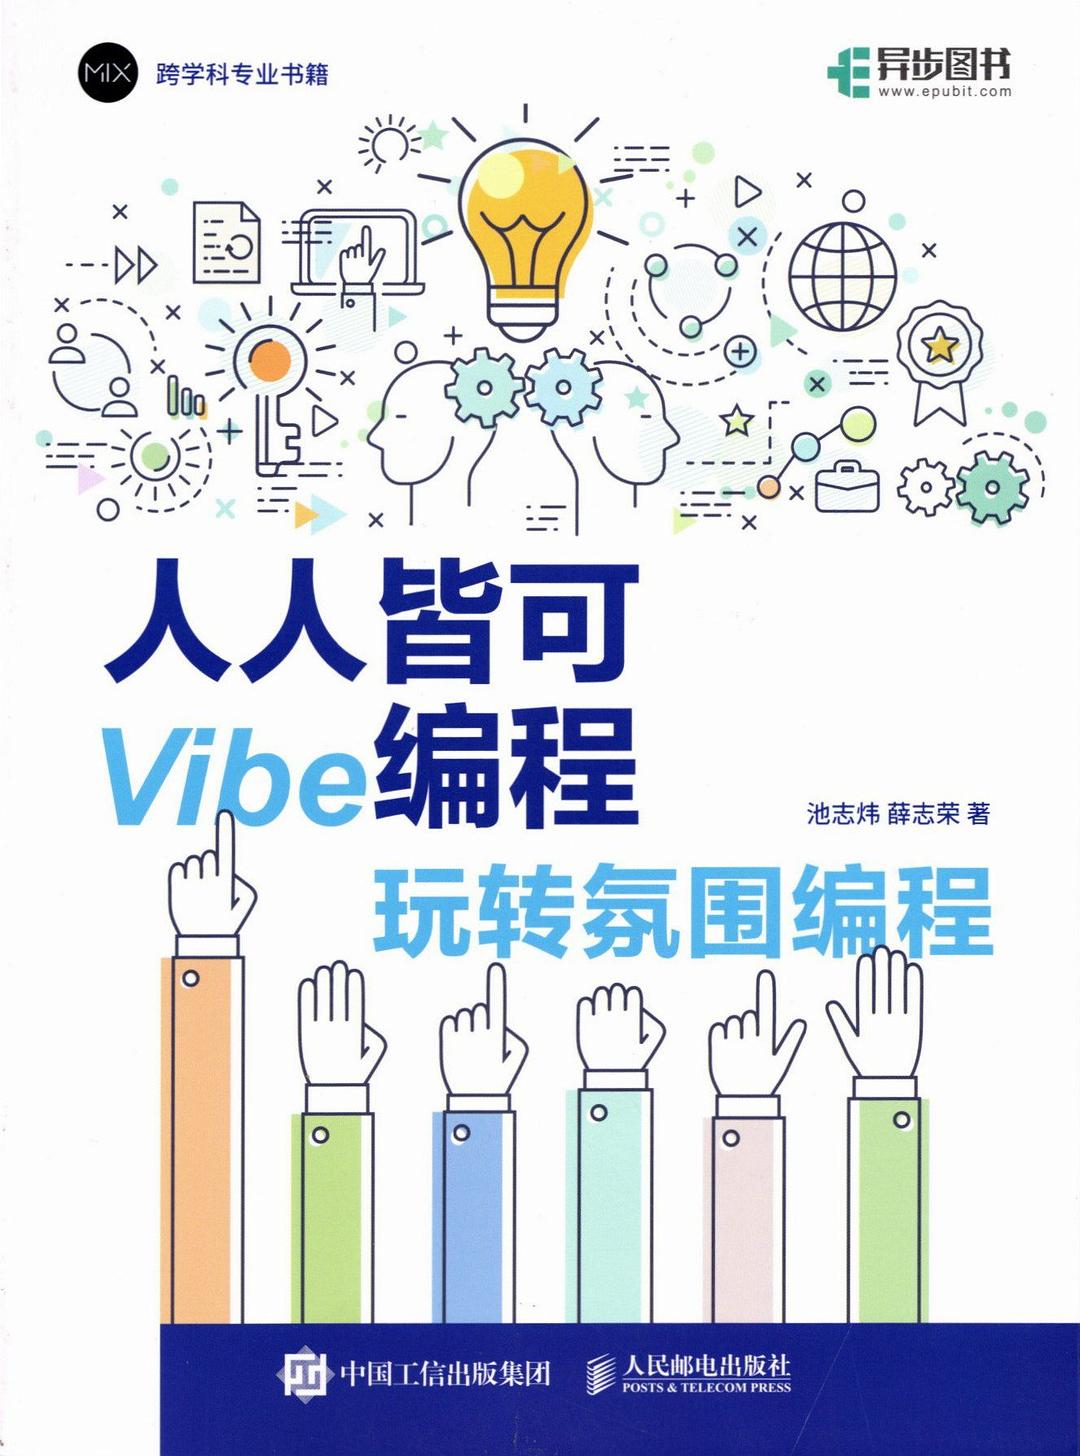 MIX 跨学科专业书籍
异步图书
www.epubit.com
人人皆可
Vibe编程
池志炜 薛志荣 著
玩转氛围编程
中国工信出版集团
人民邮电出版社
POSTS & TELECOM PRESS